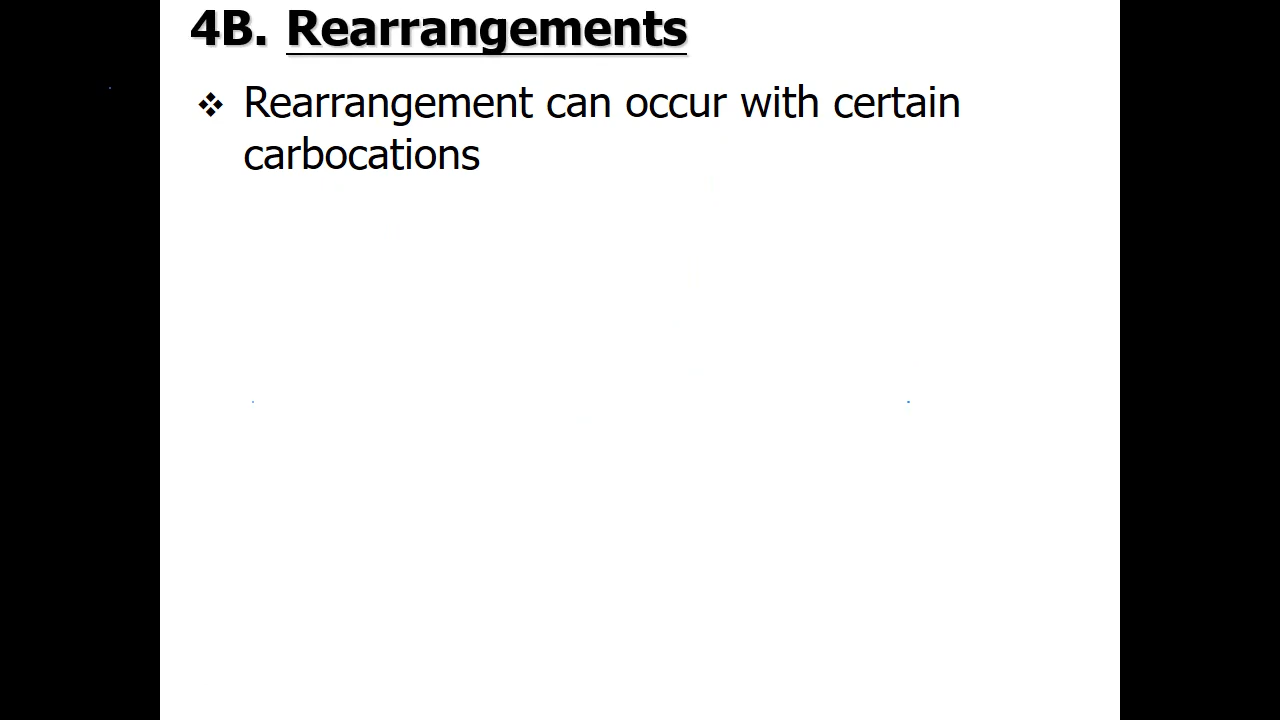 4B. Rearrangements
❖ Rearrangement can occur with certain
carbocations